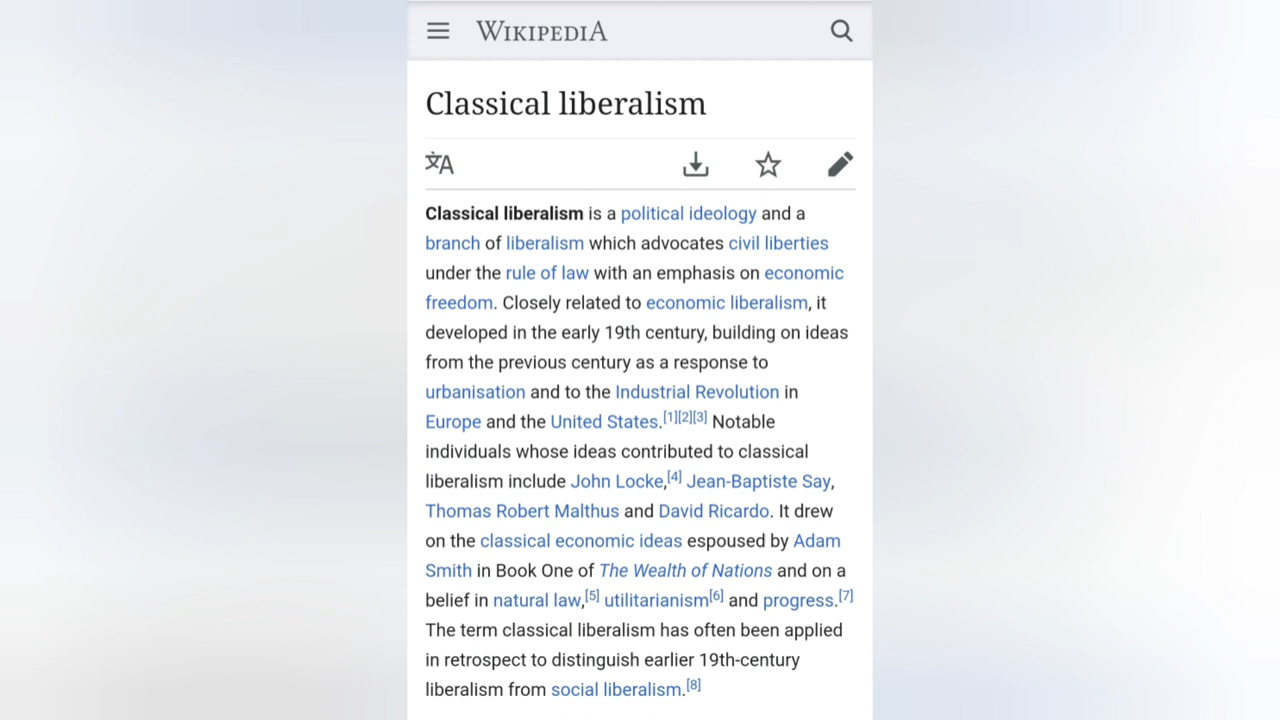 WIKIPEDIA
Classical liberalism
文A
Classical liberalism is a political ideology and a
branch of liberalism which advocates civil liberties
under the rule of law with an emphasis on economic
freedom. Closely related to economic liberalism, it
developed in the early 19th century, building on ideas
from the previous century as a response to
urbanisation and to the Industrial Revolution in
Europe and the United States.[1][2][3] Notable
individuals whose ideas contributed to classical
liberalism include John Locke,[4] Jean-Baptiste Say,
Thomas Robert Malthus and David Ricardo. It drew
on the classical economic ideas espoused by Adam
Smith in Book One of The Wealth of Nations and on a
belief in natural law,[5] utilitarianism[6] and progress.[7]
The term classical liberalism has often been applied
in retrospect to distinguish earlier 19th-century
liberalism from social liberalism.[8]